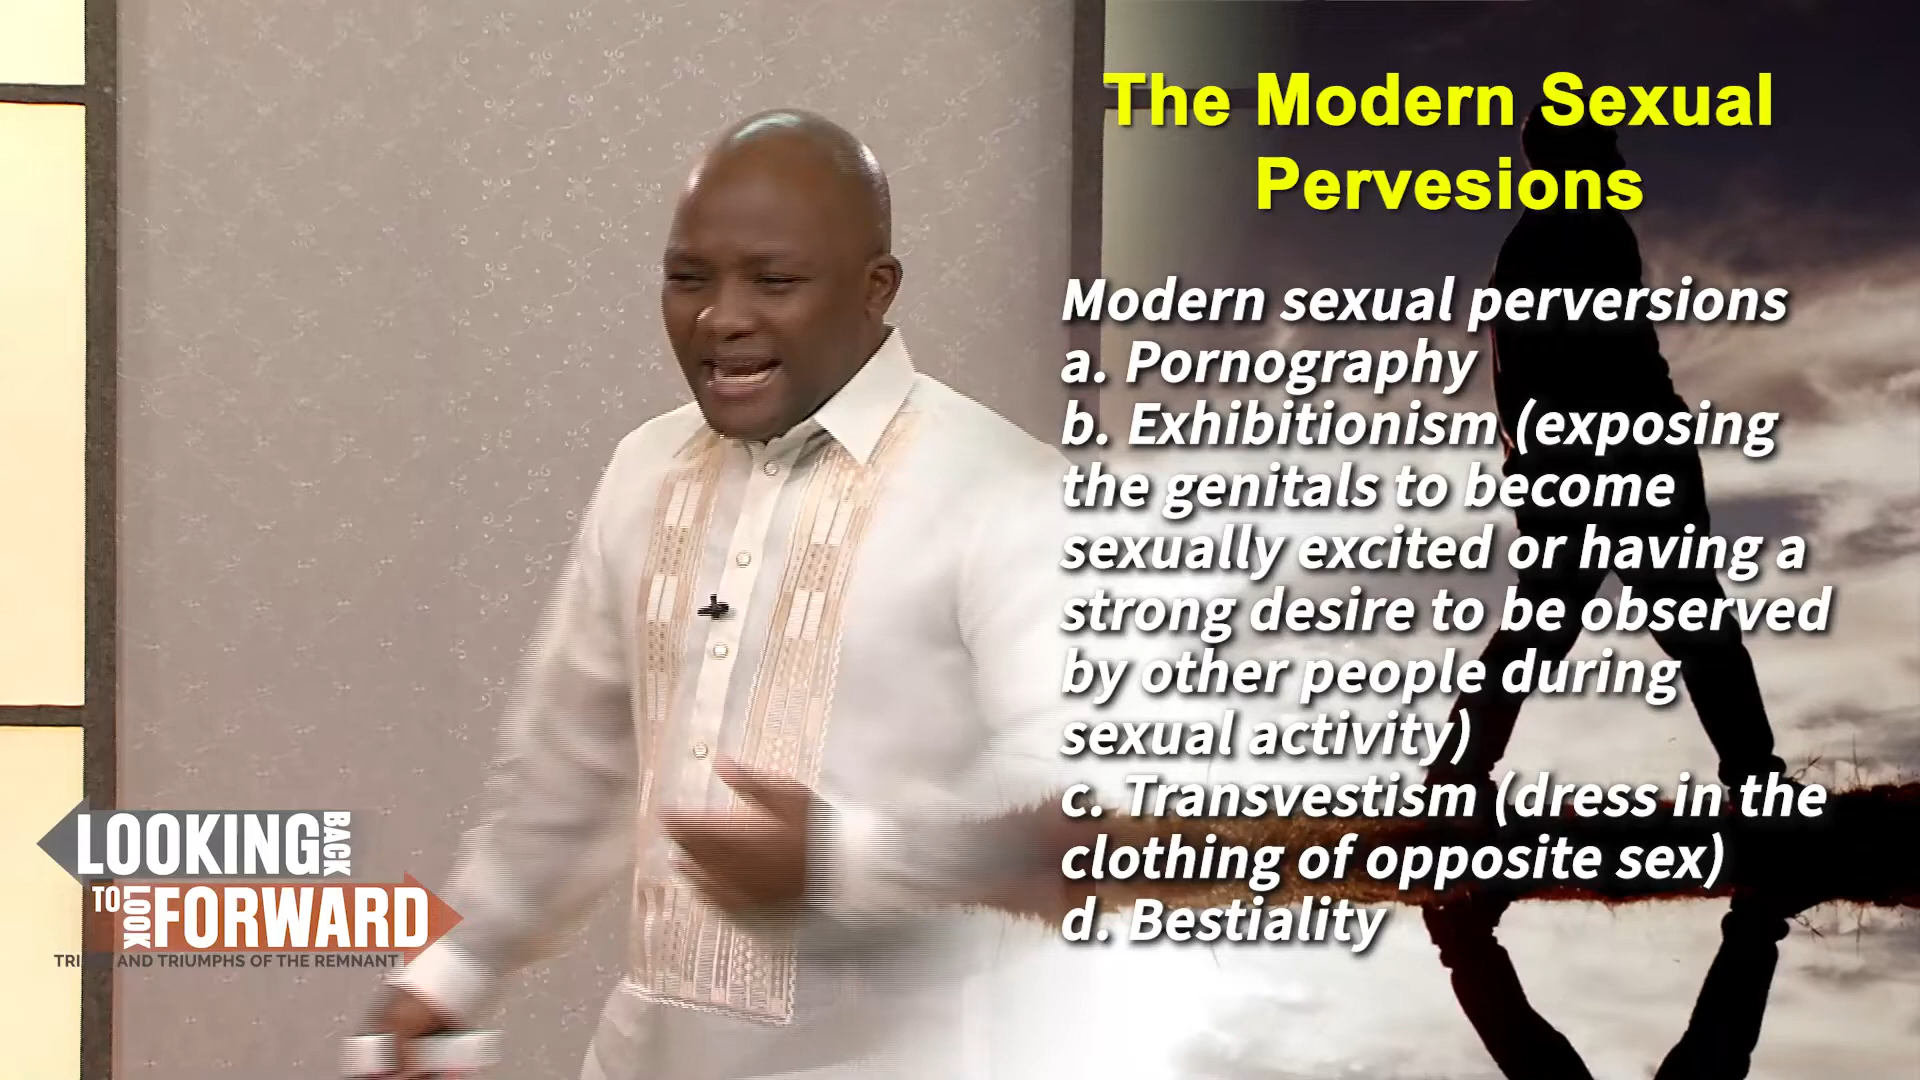 The Modern Sexual
Pervesions
Modern sexual perversions
a. Pornography
b. Exhibitionism (exposing
the genitals to become
sexually excited or having a
strong desire to be observed
by other people during
sexual activity)
c. Transvestism (dress in the
clothing of opposite sex)
d. Bestiality
LOOKING BACK
TO LOOK FORWARD
AND TRIUMPHS OF THE REMNANT